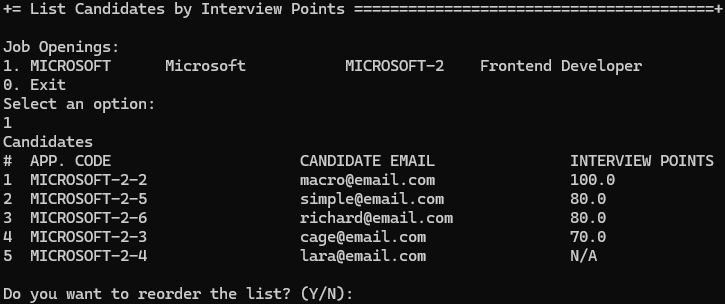 += List Candidates by Interview Points ========================================+
Job Openings:
1. MICROSOFT      Microsoft           MICROSOFT-2    Frontend Developer
0. Exit
Select an option:
1
Candidates
#  APP. CODE                     CANDIDATE EMAIL               INTERVIEW POINTS
1  MICROSOFT-2-2                 macro@email.com               100.0
2  MICROSOFT-2-5                 simple@email.com              80.0
3  MICROSOFT-2-6                 richard@email.com             80.0
4  MICROSOFT-2-3                 cage@email.com                70.0
5  MICROSOFT-2-4                 lara@email.com                N/A
Do you want to reorder the list? (Y/N):